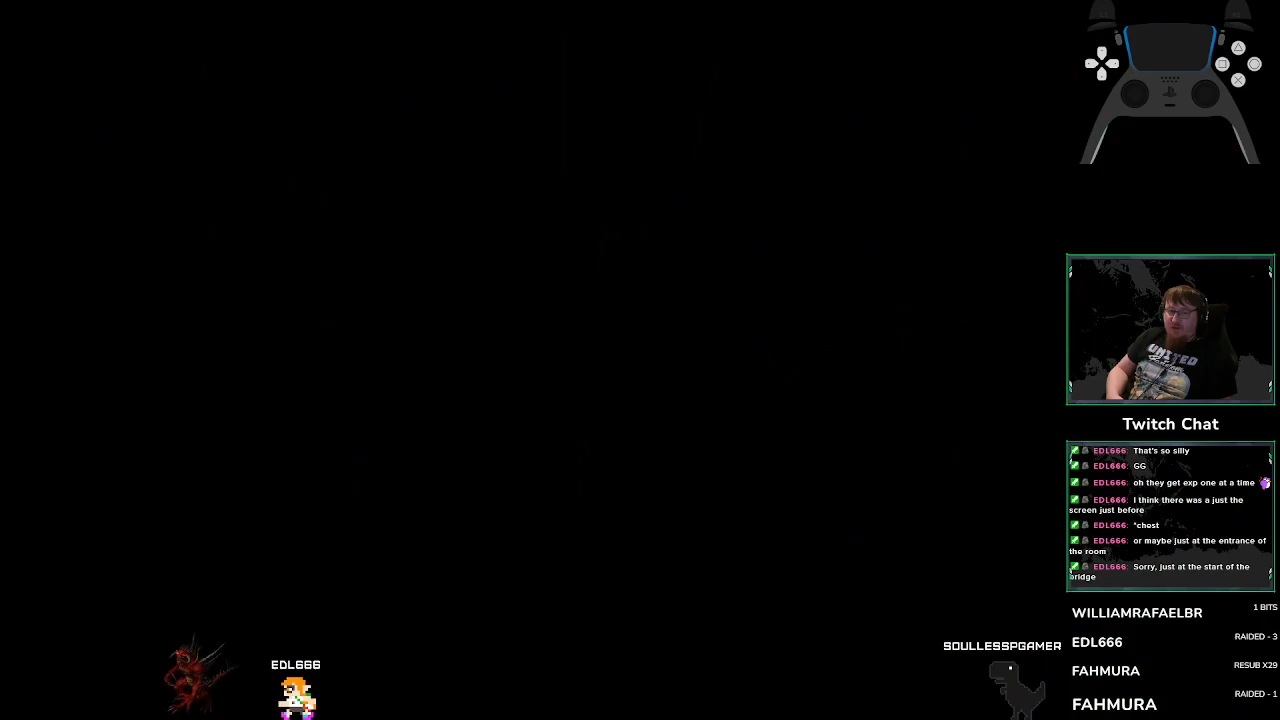 UNITED
Twitch Chat
EDL666: That's so silly
EDL666: GG
EDL666: oh they get exp one at a time
EDL666: I think there was a just the
screen just before
EDL666: *chest
EDL666: or maybe just at the entrance of
the room
EDL666: Sorry, just at the start of the
bridge
WILLIAMRAFAELBR 1 BITS
EDL666 RAIDED - 3
FAHMURA RESUB X29
FAHMURA RAIDED - 1
EDL666
SOULLESSPGAMER